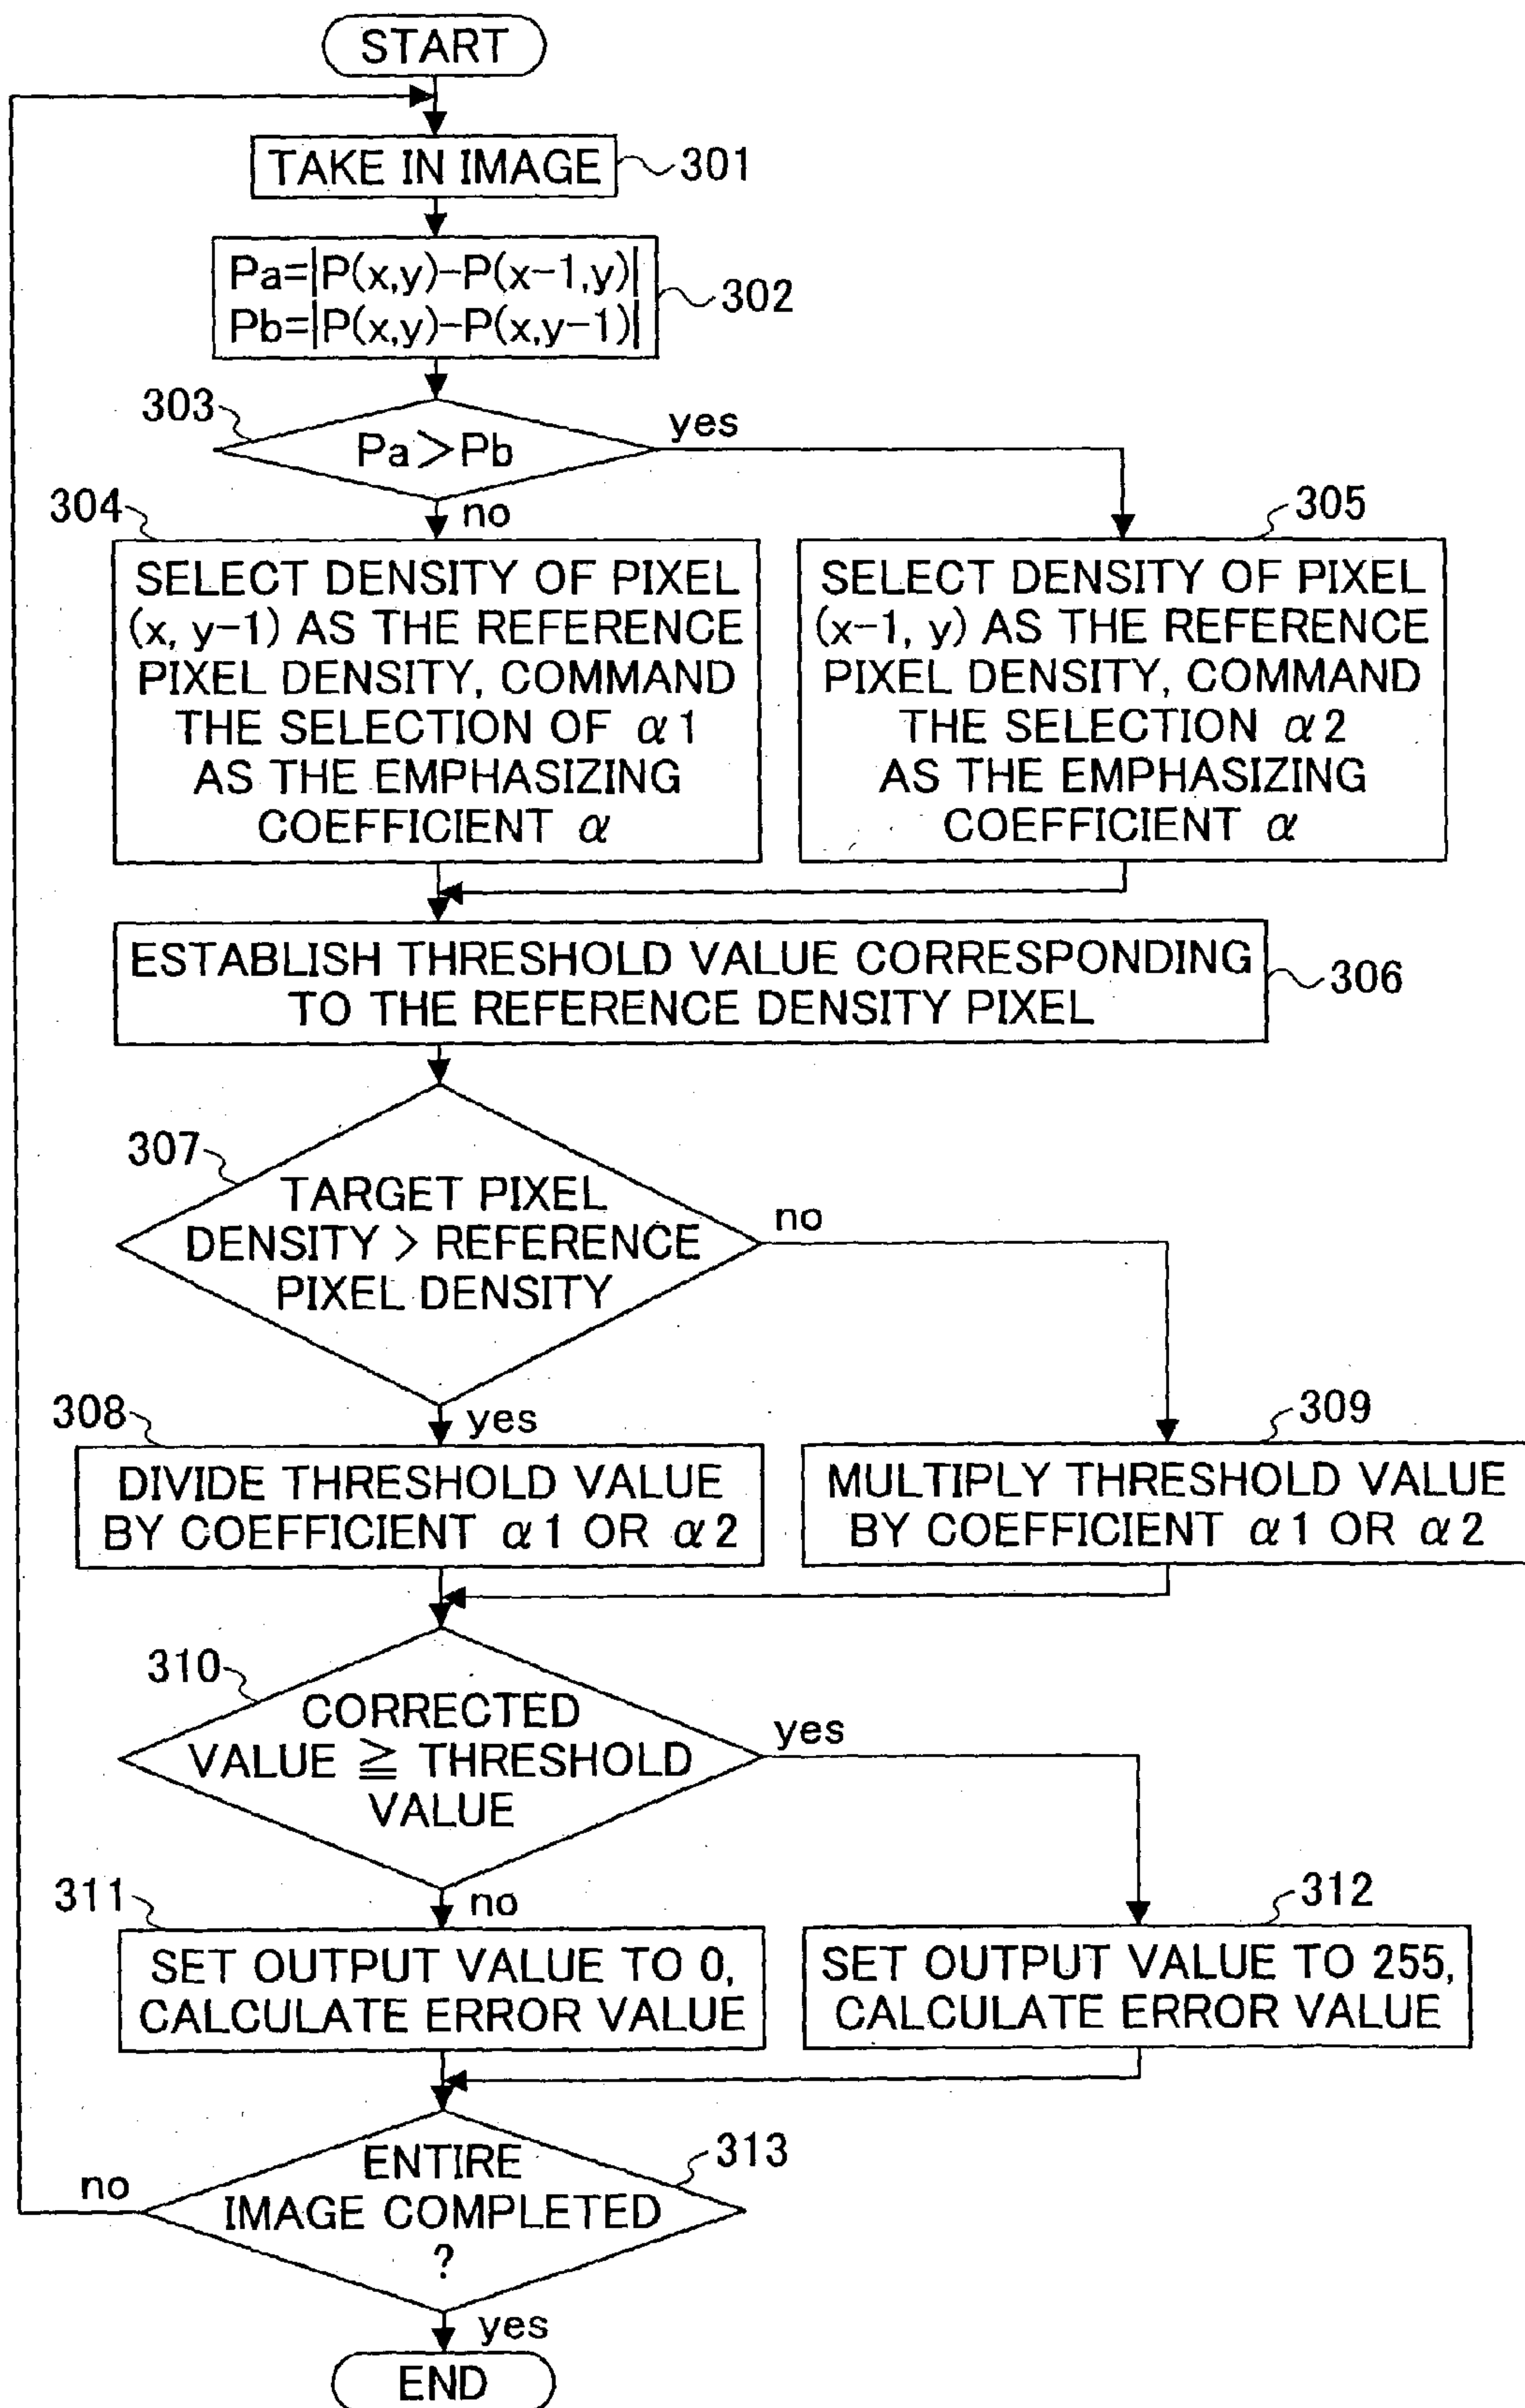 START
TAKE IN IMAGE
301
Pa=|P(x,y)-P(x-1,y)|
Pb=|P(x,y)-P(x,y-1)|
302
303
Pa>Pb
yes
no
304
SELECT DENSITY OF PIXEL
(x, y-1) AS THE REFERENCE
PIXEL DENSITY, COMMAND
THE SELECTION OF α1
AS THE EMPHASIZING
COEFFICIENT α
305
SELECT DENSITY OF PIXEL
(x-1, y) AS THE REFERENCE
PIXEL DENSITY, COMMAND
THE SELECTION α2
AS THE EMPHASIZING
COEFFICIENT α
ESTABLISH THRESHOLD VALUE CORRESPONDING
TO THE REFERENCE DENSITY PIXEL
306
307
TARGET PIXEL
DENSITY > REFERENCE
PIXEL DENSITY
no
yes
308
DIVIDE THRESHOLD VALUE
BY COEFFICIENT α1 OR α2
309
MULTIPLY THRESHOLD VALUE
BY COEFFICIENT α1 OR α2
310
CORRECTED
VALUE ≧ THRESHOLD
VALUE
yes
no
311
SET OUTPUT VALUE TO 0,
CALCULATE ERROR VALUE
312
SET OUTPUT VALUE TO 255,
CALCULATE ERROR VALUE
313
ENTIRE
IMAGE COMPLETED
?
no
yes
END